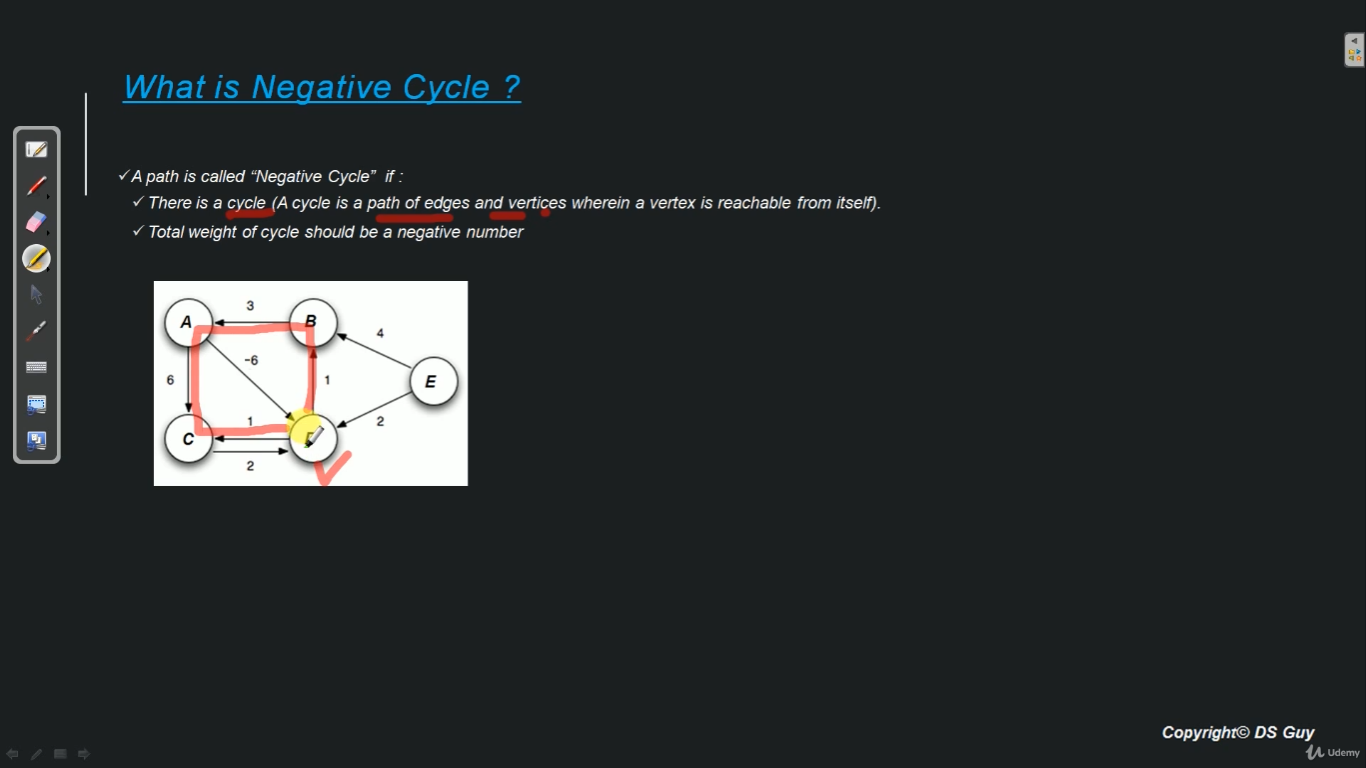 What is Negative Cycle ?
✓A path is called “Negative Cycle” if :
✓ There is a cycle (A cycle is a path of edges and vertices wherein a vertex is reachable from itself).
✓ Total weight of cycle should be a negative number
3
A
B
4
-6
6
1
E
1
2
C
2
Copyright© DS Guy
Udemy